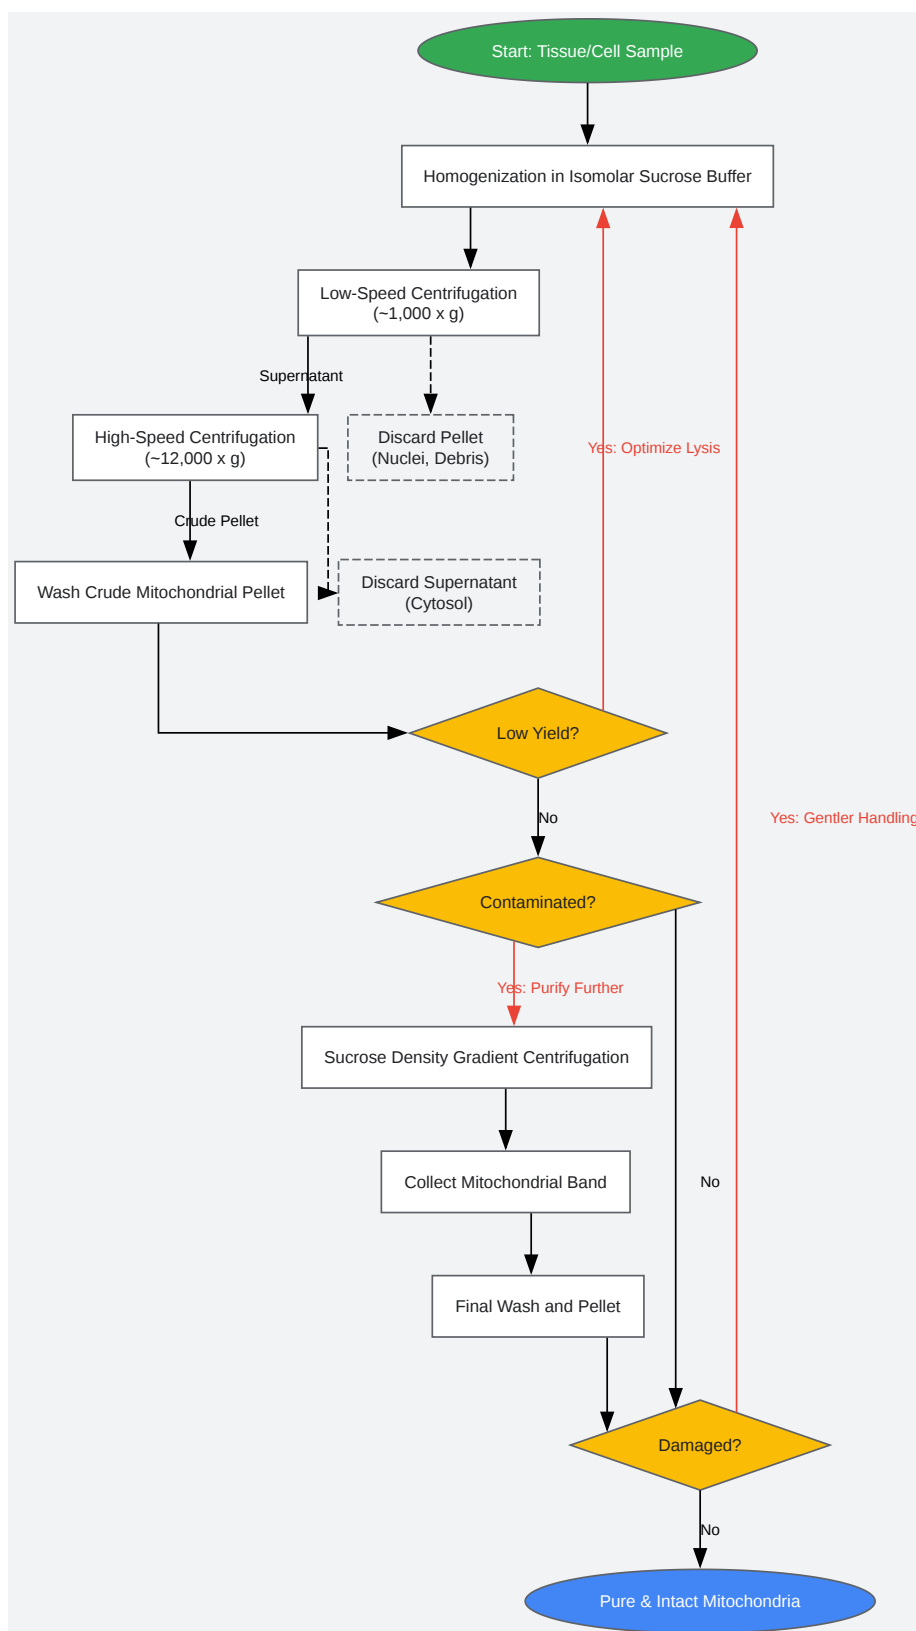 Start: Tissue/Cell Sample
Homogenization in Isomolar Sucrose Buffer
Low-Speed Centrifugation
(~1,000 x g)
Supernatant
High-Speed Centrifugation
(~12,000 x g)
Discard Pellet
(Nuclei, Debris)
Yes: Optimize Lysis
Crude Pellet
Wash Crude Mitochondrial Pellet
Discard Supernatant
(Cytosol)
Low Yield?
No
Yes: Gentler Handling
Contaminated?
Yes: Purify Further
Sucrose Density Gradient Centrifugation
Collect Mitochondrial Band
No
Final Wash and Pellet
Damaged?
No
Pure & Intact Mitochondria